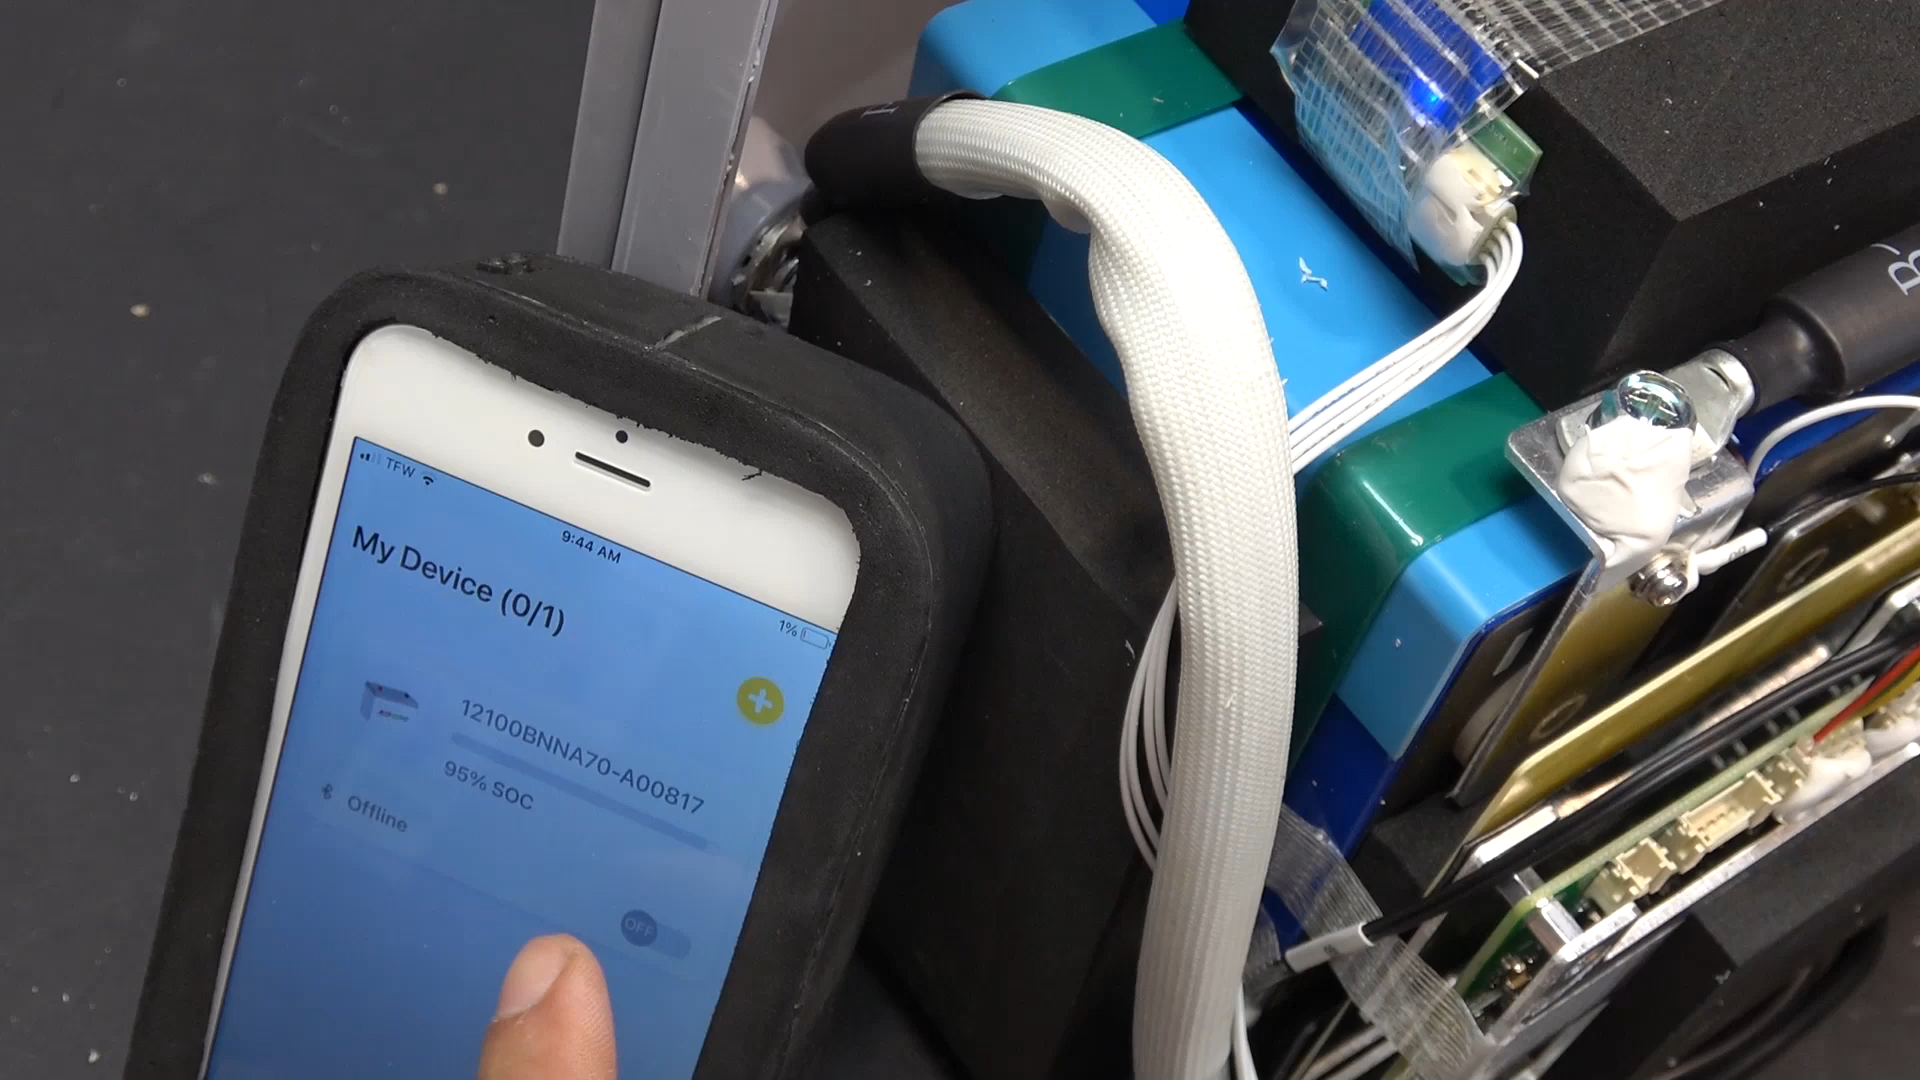 TFW
9:44 AM
1%
My Device (0/1)
12100BNNA70-A00817
95% SOC
Offline
OFF
B